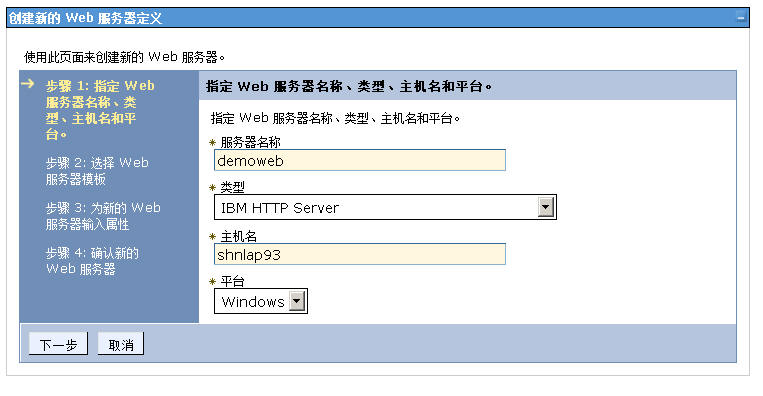 创建新的 Web 服务器定义
使用此页面来创建新的 Web 服务器。
步骤 1: 指定 Web
服务器名称、类
型、主机名和平
台。
步骤 2: 选择 Web
服务器模板
步骤 3: 为新的 Web
服务器输入属性
步骤 4: 确认新的
Web 服务器
指定 Web 服务器名称、类型、主机名和平台。
指定 Web 服务器名称、类型、主机名和平台。
* 服务器名称
demoweb
* 类型
IBM HTTP Server
* 主机名
shnlap93
* 平台
Windows
下一步 取消